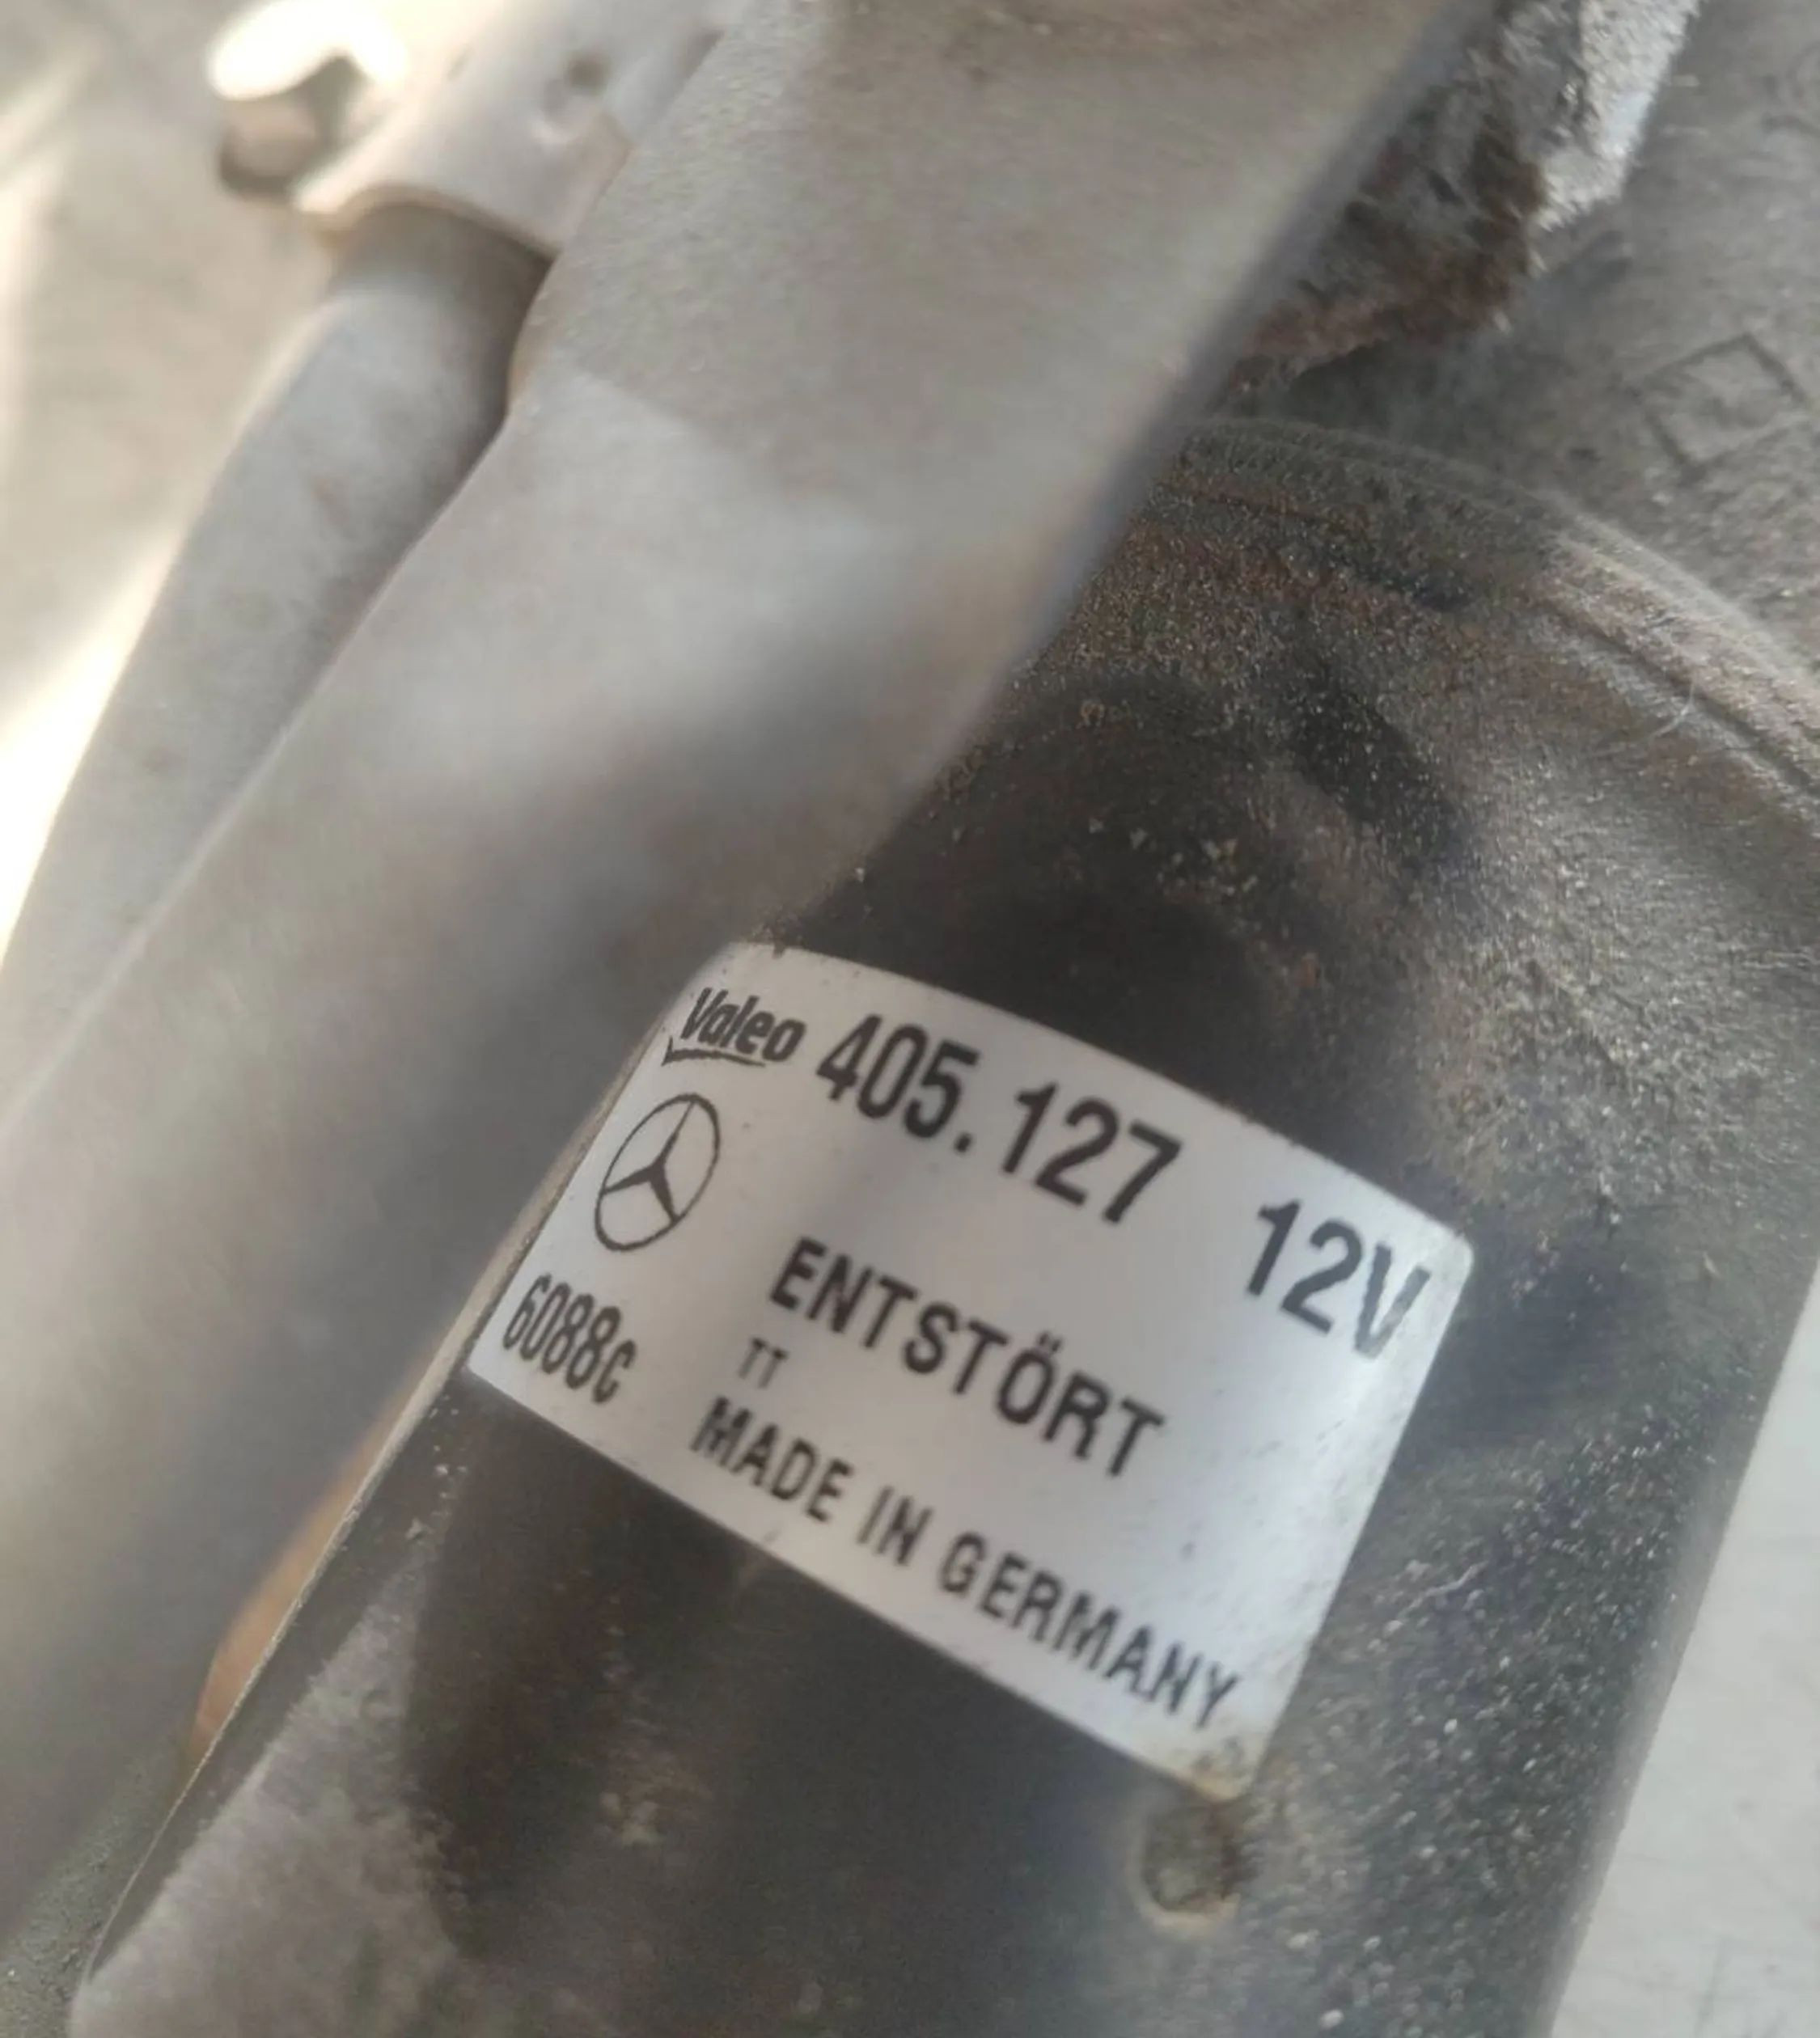 Valeo 405.127 12V
ENTSTÖRT
TT
6088c
MADE IN GERMANY